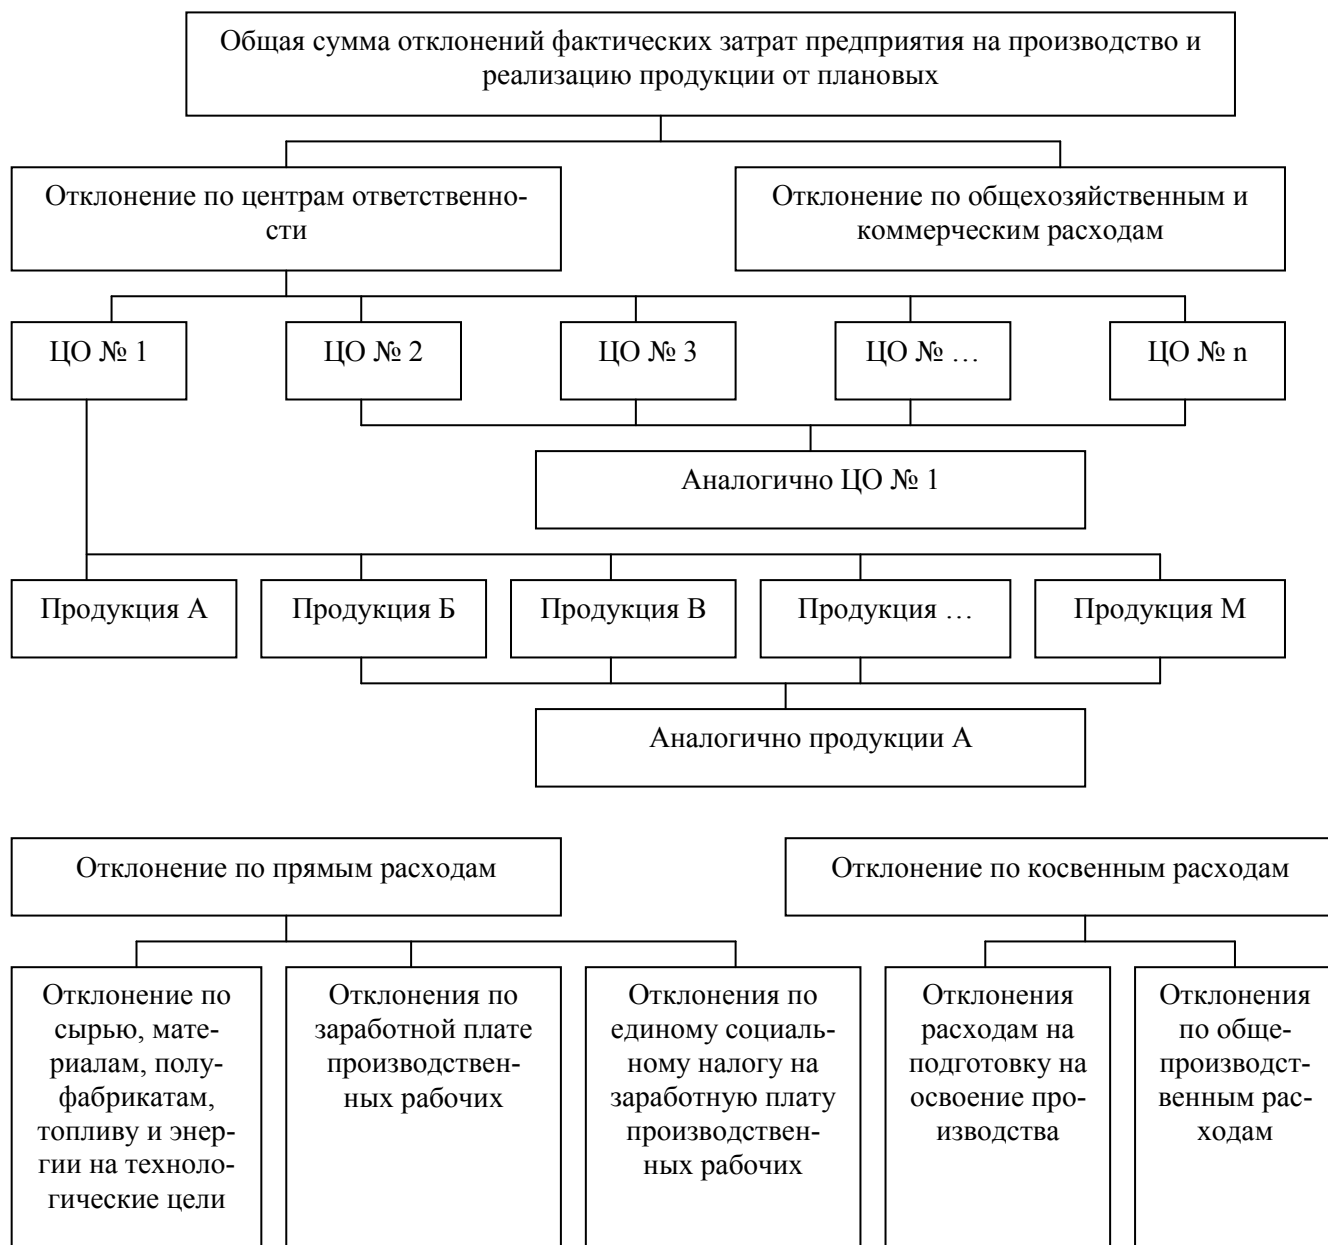 Общая сумма отклонений фактических затрат предприятия на производство и
реализацию продукции от плановых
Отклонение по центрам ответственно-
сти
Отклонение по общехозяйственным и
коммерческим расходам
ЦО № 1
ЦО № 2
ЦО № 3
ЦО № …
ЦО № n
Аналогично ЦО № 1
Продукция А
Продукция Б
Продукция В
Продукция …
Продукция М
Аналогично продукции А
Отклонение по прямым расходам
Отклонение по косвенным расходам
Отклонение по
сырью, мате-
риалам, полу-
фабрикатам,
топливу и энер-
гии на техноло-
гические цели
Отклонения по
заработной плате
производствен-
ных рабочих
Отклонения по
единому социаль-
ному налогу на
заработную плату
производствен-
ных рабочих
Отклонения
расходам на
подготовку на
освоение про-
изводства
Отклонения
по обще-
производст-
венным рас-
ходам